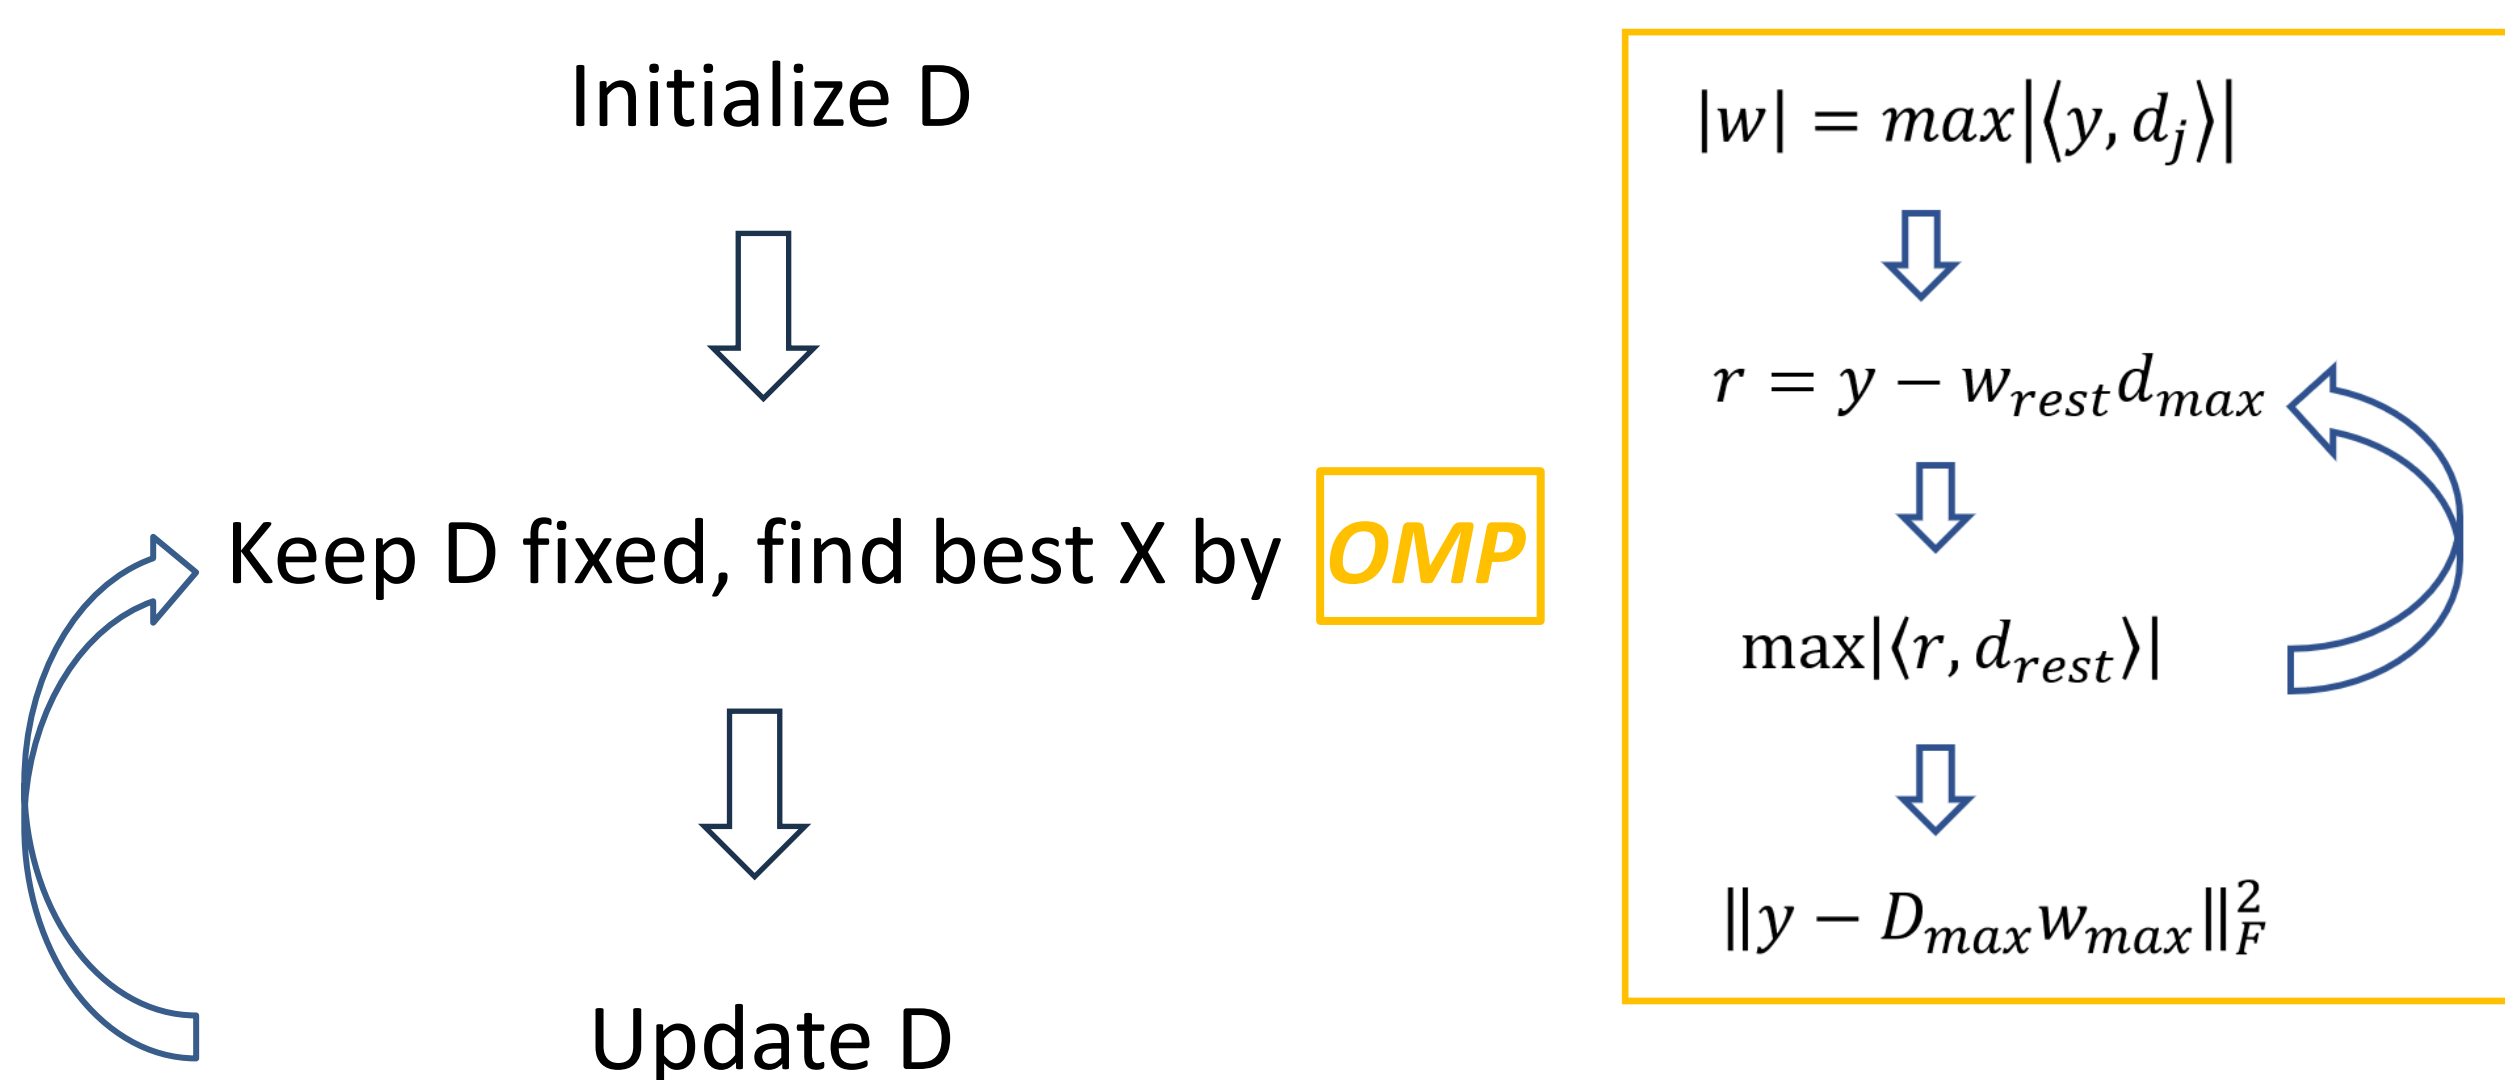 Initialize D
Keep D fixed, find best X by OMP
Update D
|w| = max|⟨y, d_j⟩|
r = y − w_rest d_max
max|⟨r, d_rest⟩|
‖y − D_max w_max‖_F^2